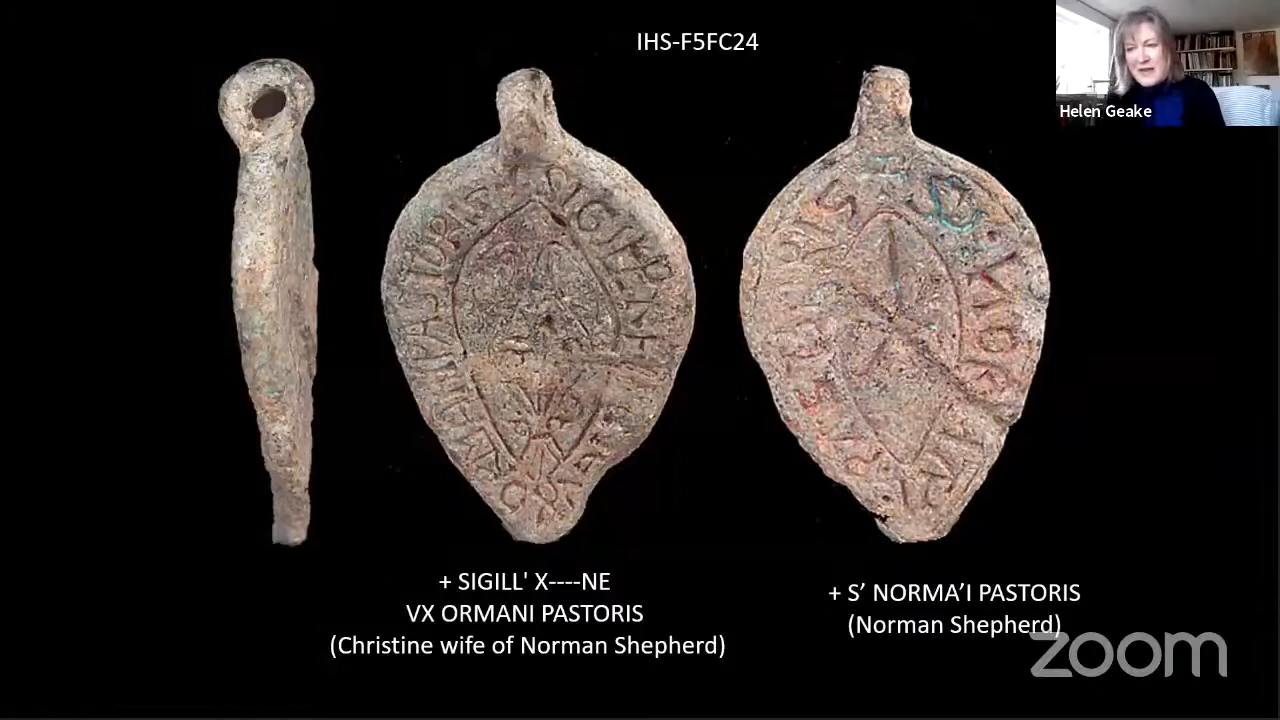 IHS-F5FC24
Helen Geake
+ SIGILL' X----NE
VX ORMANI PASTORIS
(Christine wife of Norman Shepherd)
+ S’ NORMA’I PASTORIS
(Norman Shepherd)
zoom